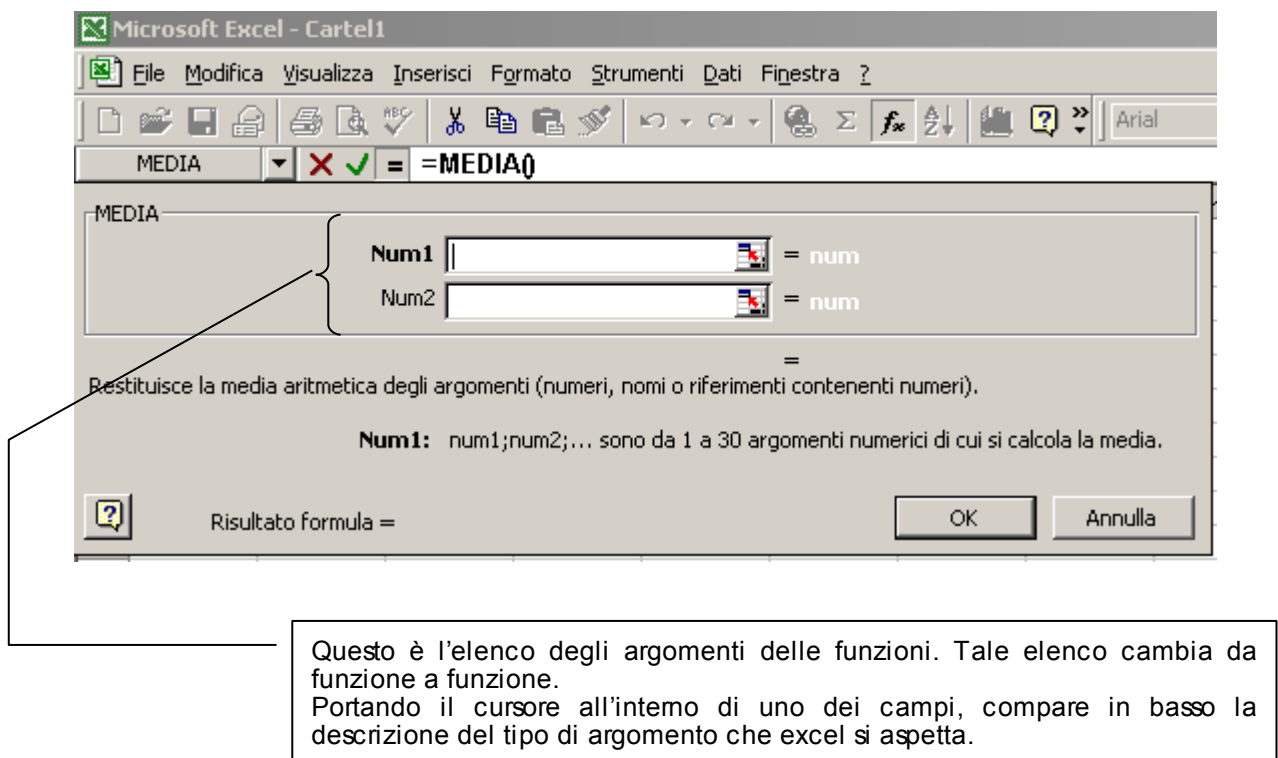 Microsoft Excel - Cartel1
File Modifica Visualizza Inserisci Formato Strumenti Dati Finestra ?
ABC Σ fx A Z ? » Arial
MEDIA = =MEDIA()
MEDIA
Num1 = num
Num2 = num
=
Restituisce la media aritmetica degli argomenti (numeri, nomi o riferimenti contenenti numeri).
Num1: num1;num2;... sono da 1 a 30 argomenti numerici di cui si calcola la media.
? Risultato formula = OK Annulla
Questo è l'elenco degli argomenti delle funzioni. Tale elenco cambia da
funzione a funzione.
Portando il cursore all'interno di uno dei campi, compare in basso la
descrizione del tipo di argomento che excel si aspetta.